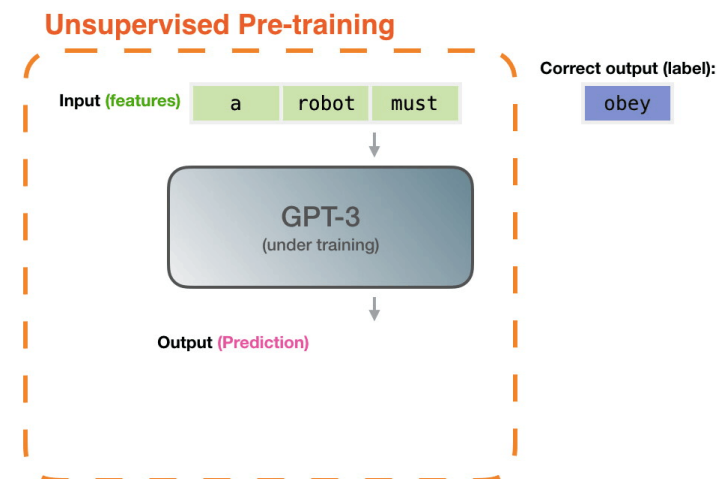 Unsupervised Pre-training
Correct output (label):
Input (features) a robot must
obey
GPT-3
(under training)
Output (Prediction)